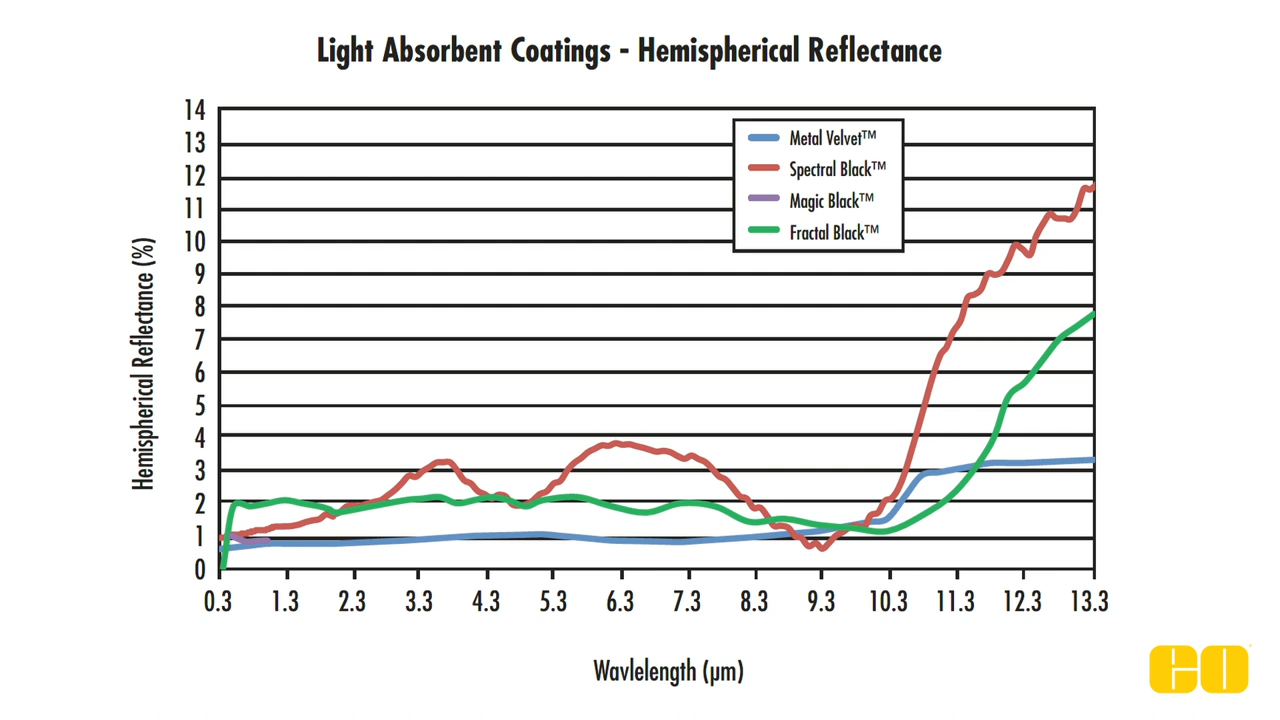 Light Absorbent Coatings - Hemispherical Reflectance
Hemispherical Reflectance (%)
14
13
12
11
10
9
8
7
6
5
4
3
2
1
0
Metal Velvet™
Spectral Black™
Magic Black™
Fractal Black™
0.3 1.3 2.3 3.3 4.3 5.3 6.3 7.3 8.3 9.3 10.3 11.3 12.3 13.3
Wavlelength (µm)
EO